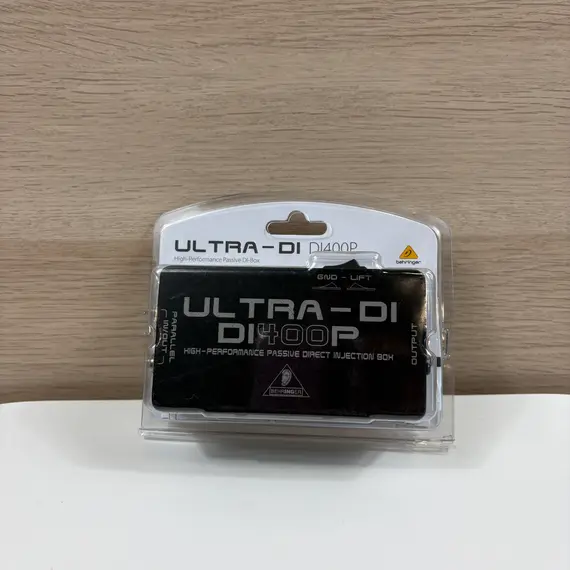 ULTRA-DI DI400P
High-Performance Passive DI-Box
behringer
GND - LIFT
ULTRA-DI
DI400P
HIGH-PERFORMANCE PASSIVE DIRECT INJECTION BOX
PARALLEL
IN/OUT
OUTPUT
BEHRINGER